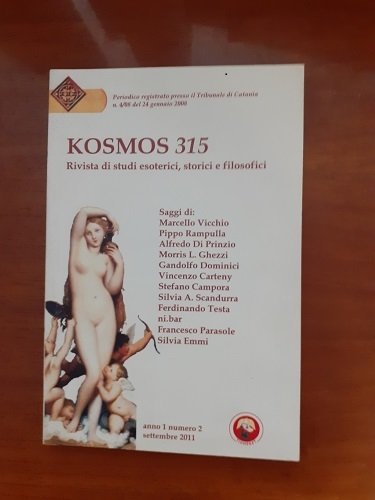 Periodico registrato presso il Tribunale di Catania
n. 4/08 del 24 gennaio 2008
KOSMOS 315
Rivista di studi esoterici, storici e filosofici
Saggi di:
Marcello Vicchio
Pippo Rampulla
Alfredo Di Prinzio
Morris L. Ghezzi
Gandolfo Dominici
Vincenzo Carteny
Stefano Campora
Silvia A. Scandurra
Ferdinando Testa
ni.bar
Francesco Parasole
Silvia Emmi
anno 1 numero 2
settembre 2011